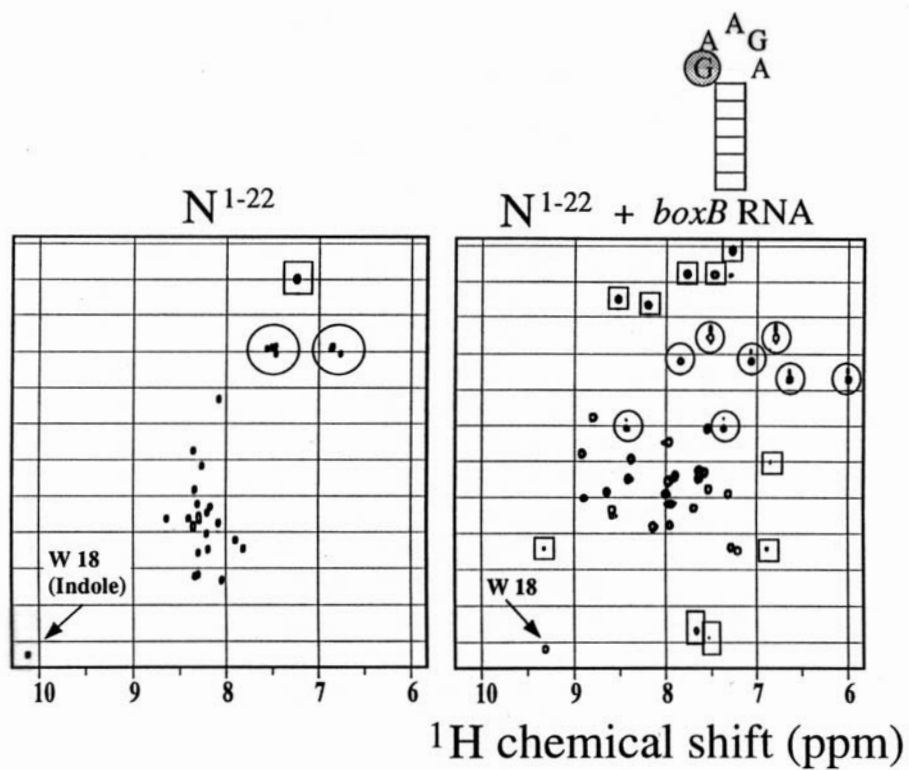 A
A G
G A
N1-22
N1-22 + boxB RNA
W 18
(Indole)
W 18
10 9 8 7 6
10 9 8 7 6
1H chemical shift (ppm)